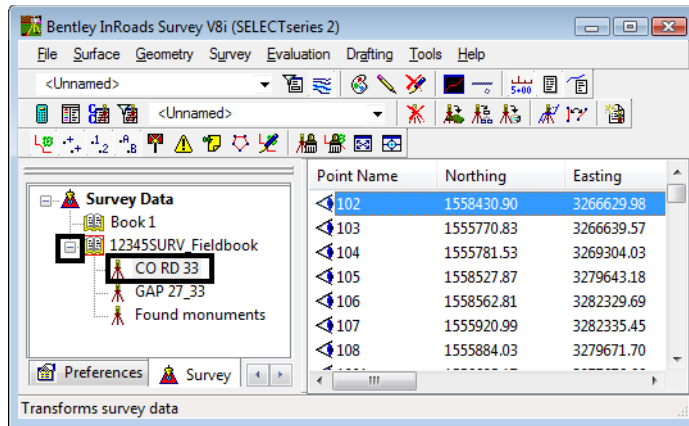 Bentley InRoads Survey V8i (SELECTseries 2)
File Surface Geometry Survey Evaluation Drafting Tools Help
<Unnamed>
5+00
<Unnamed>
Survey Data
Book 1
12345SURV_Fieldbook
CO RD 33
GAP 27_33
Found monuments
Preferences Survey
Point Name Northing Easting
102 1558430.90 3266629.98
103 1555770.83 3266639.57
104 1555781.53 3269304.03
105 1558527.87 3279643.18
106 1558562.81 3282329.69
107 1555920.99 3282335.45
108 1555884.03 3279671.70
Transforms survey data